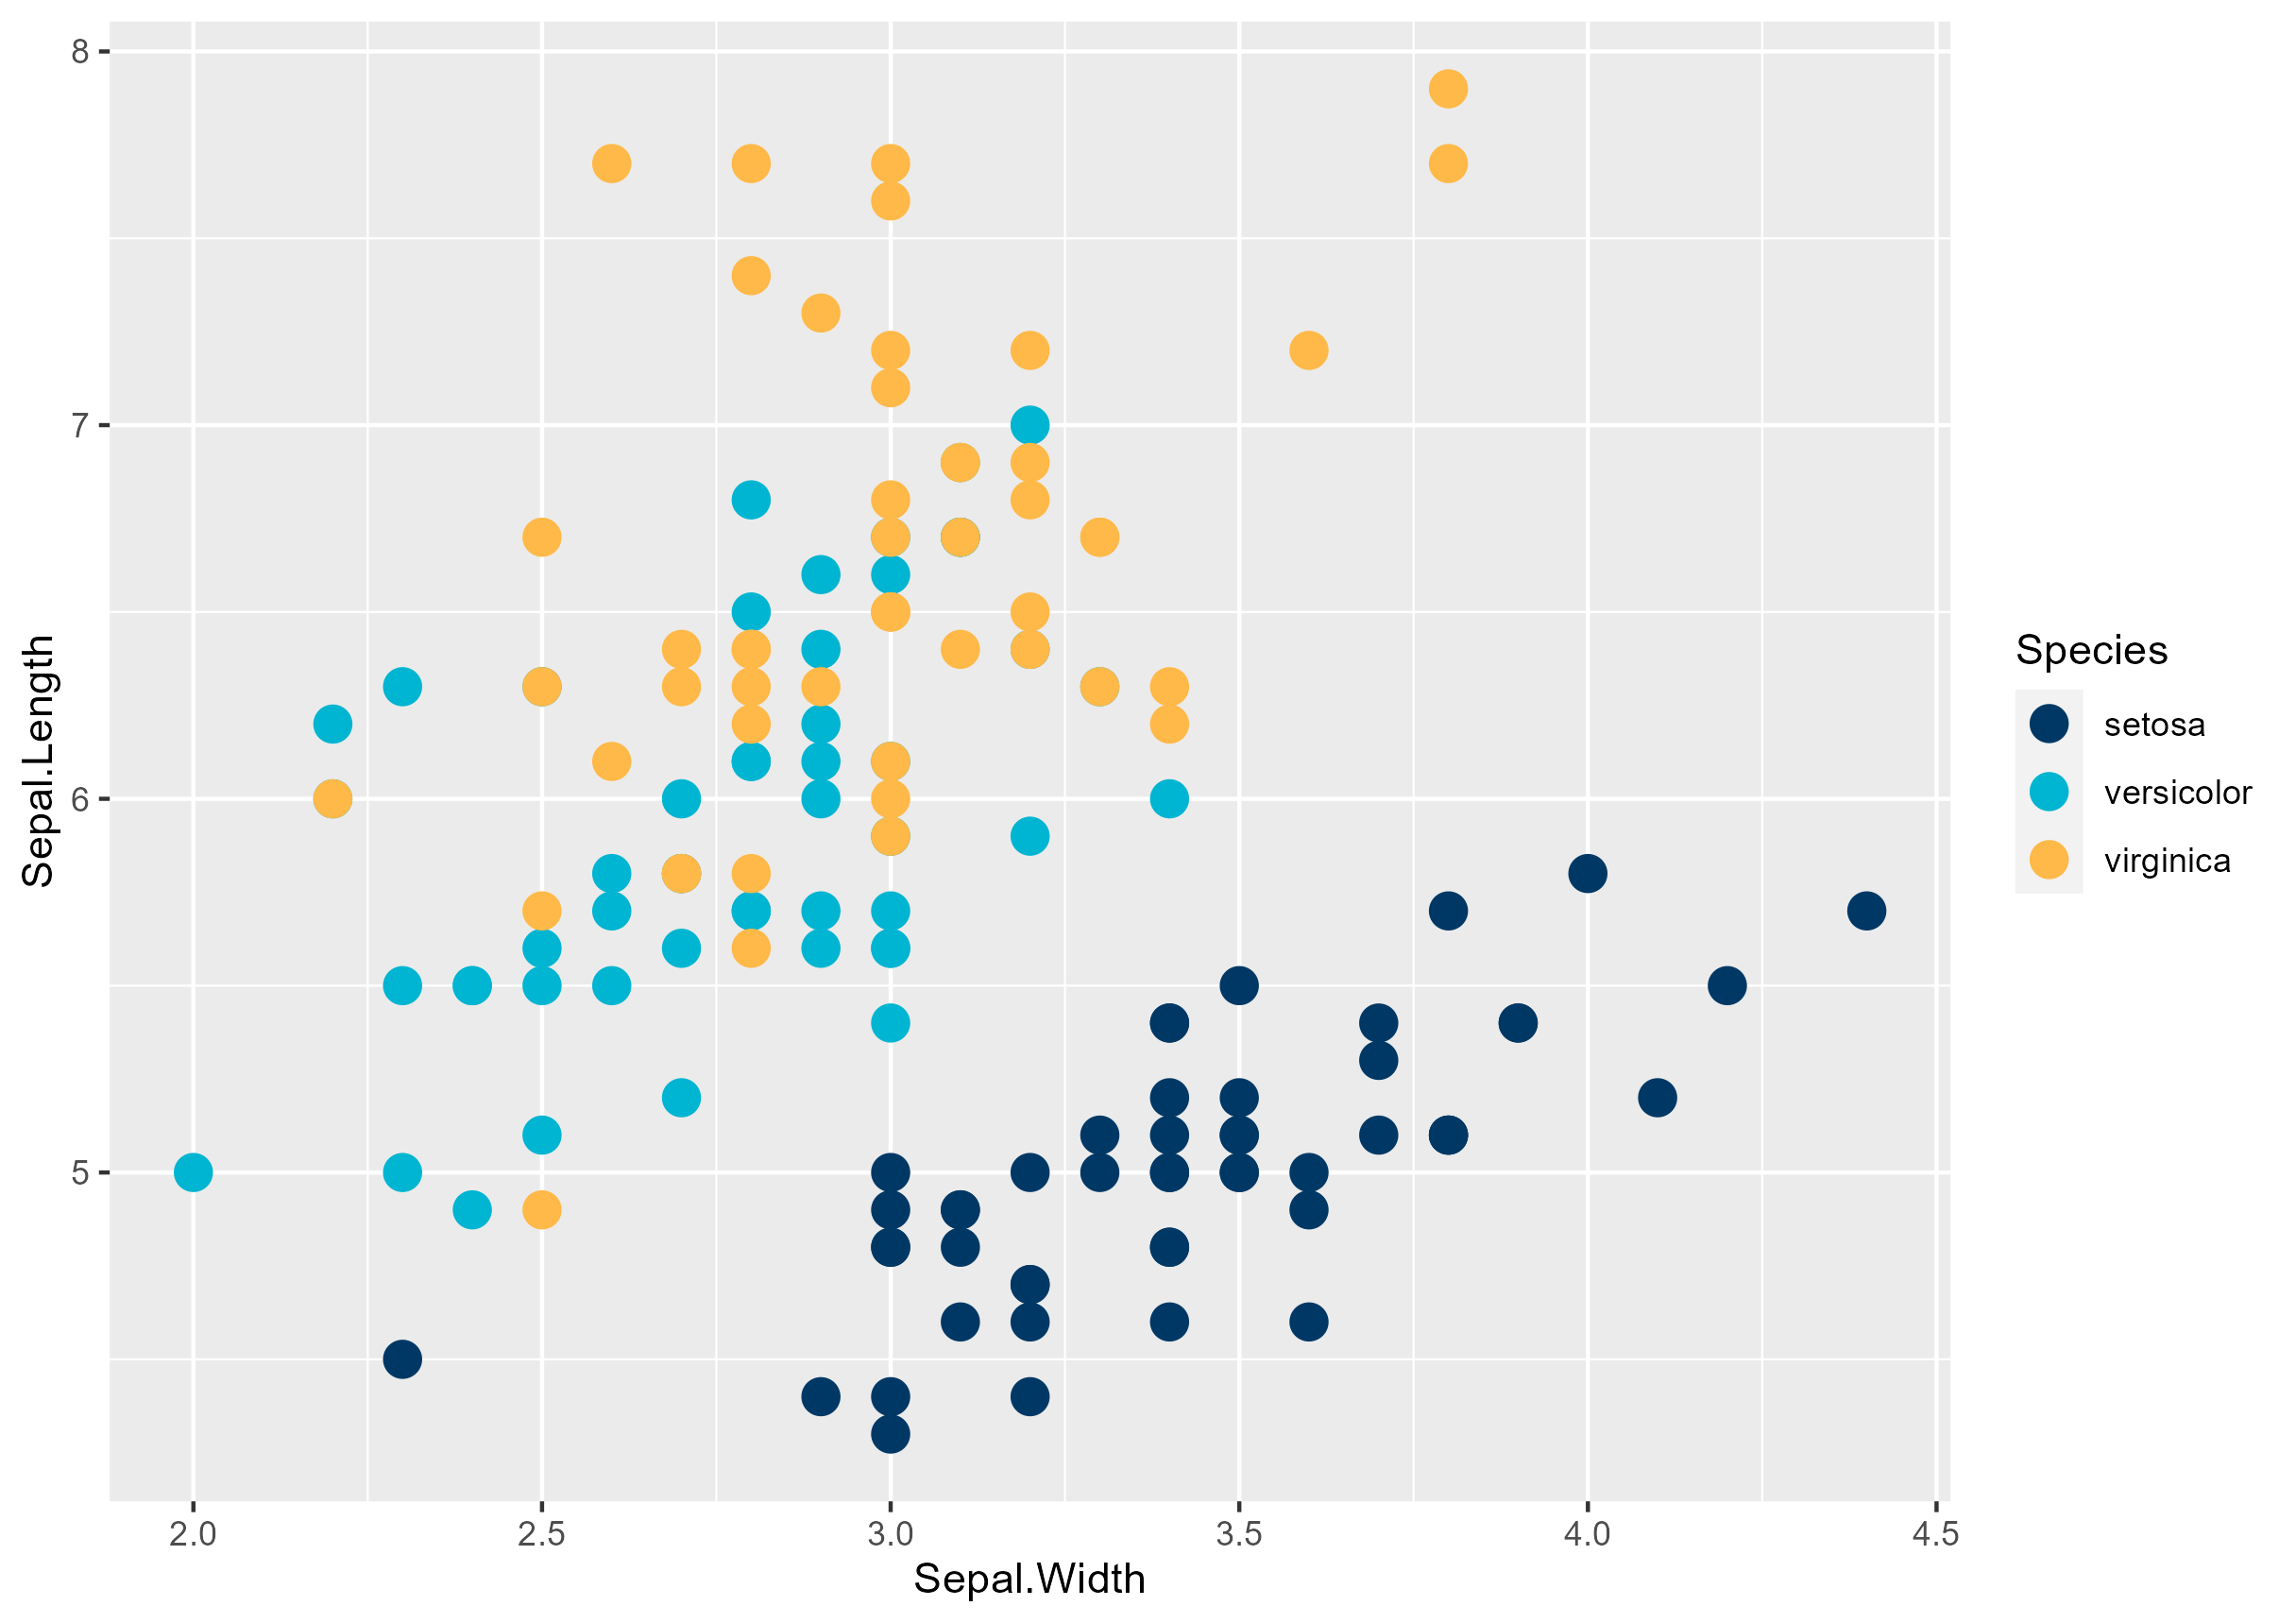 8
7
6
5
Sepal.Length
2.0 2.5 3.0 3.5 4.0 4.5
Sepal.Width
Species
setosa
versicolor
virginica